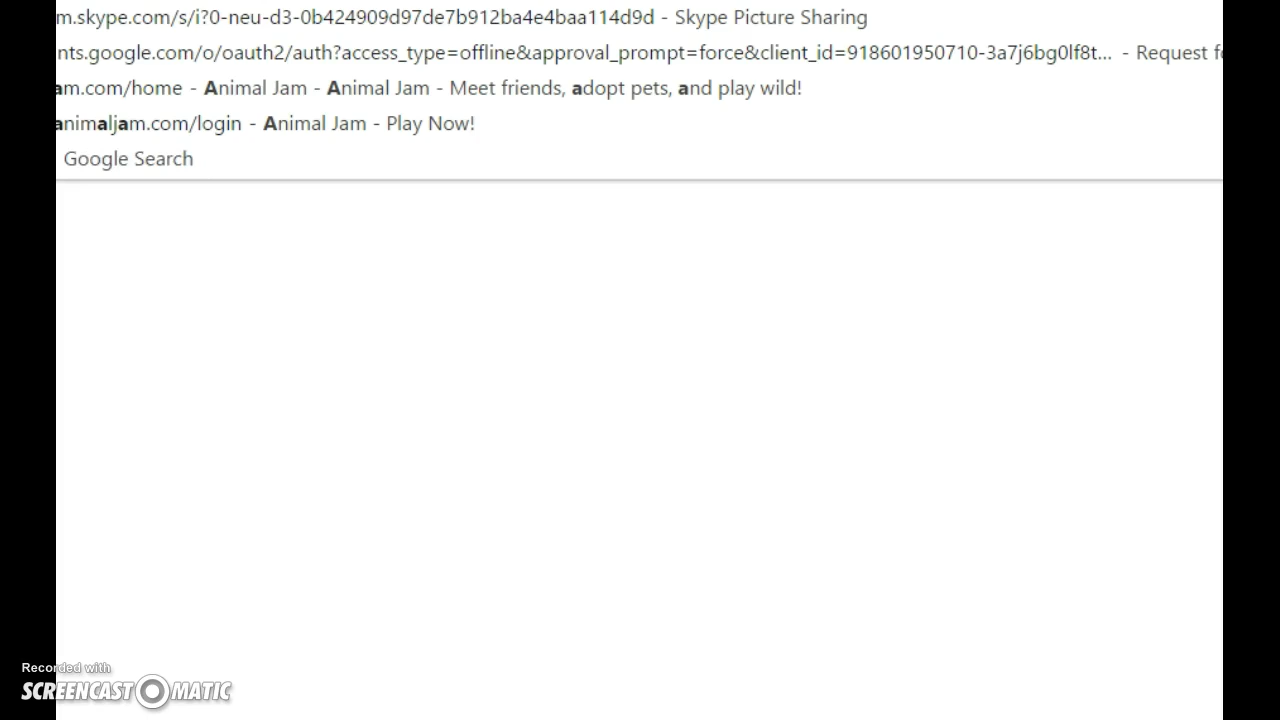 m.skype.com/s/i?0-neu-d3-0b424909d97de7b912ba4e4baa114d9d - Skype Picture Sharing
nts.google.com/o/oauth2/auth?access_type=offline&approval_prompt=force&client_id=918601950710-3a7j6bg0lf8t... - Request
am.com/home - Animal Jam - Animal Jam - Meet friends, adopt pets, and play wild!
animaljam.com/login - Animal Jam - Play Now!
Google Search
Recorded with
SCREENCAST-O-MATIC